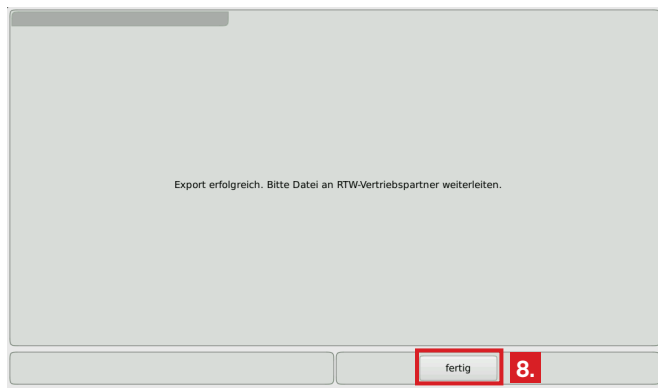 Export erfolgreich. Bitte Datei an RTW-Vertriebspartner weiterleiten.
fertig
8.